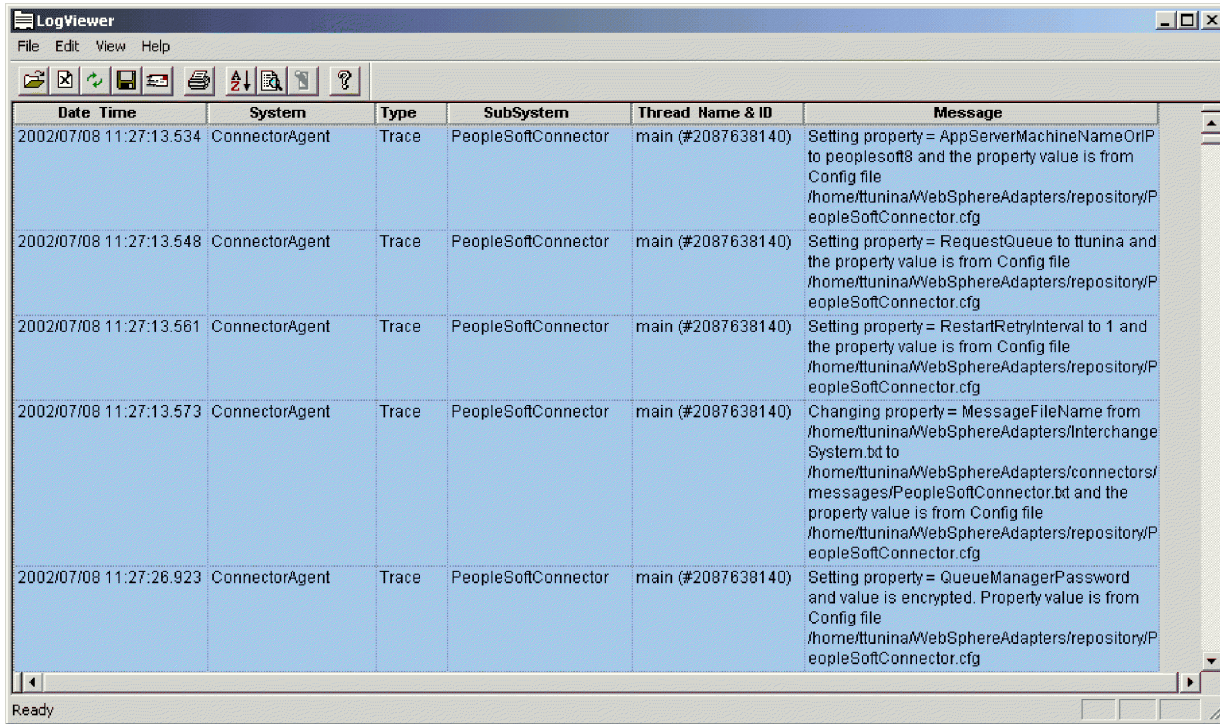 LogViewer
File Edit View Help
Date Time System Type SubSystem Thread Name & ID Message
2002/07/08 11:27:13.534 ConnectorAgent Trace PeopleSoftConnector main (#2087638140) Setting property = AppServerMachineNameOrIP
to peoplesoft8 and the property value is from
Config file
/home/ttunina/WebSphereAdapters/repository/P
eopleSoftConnector.cfg
2002/07/08 11:27:13.548 ConnectorAgent Trace PeopleSoftConnector main (#2087638140) Setting property = RequestQueue to ttunina and
the property value is from Config file
/home/ttunina/WebSphereAdapters/repository/P
eopleSoftConnector.cfg
2002/07/08 11:27:13.561 ConnectorAgent Trace PeopleSoftConnector main (#2087638140) Setting property = RestartRetryInterval to 1 and
the property value is from Config file
/home/ttunina/WebSphereAdapters/repository/P
eopleSoftConnector.cfg
2002/07/08 11:27:13.573 ConnectorAgent Trace PeopleSoftConnector main (#2087638140) Changing property = MessageFileName from
/home/ttunina/WebSphereAdapters/Interchange
System.txt to
/home/ttunina/WebSphereAdapters/connectors/
messages/PeopleSoftConnector.txt and the
property value is from Config file
/home/ttunina/WebSphereAdapters/repository/P
eopleSoftConnector.cfg
2002/07/08 11:27:26.923 ConnectorAgent Trace PeopleSoftConnector main (#2087638140) Setting property = QueueManagerPassword
and value is encrypted. Property value is from
Config file
/home/ttunina/WebSphereAdapters/repository/P
eopleSoftConnector.cfg
Ready